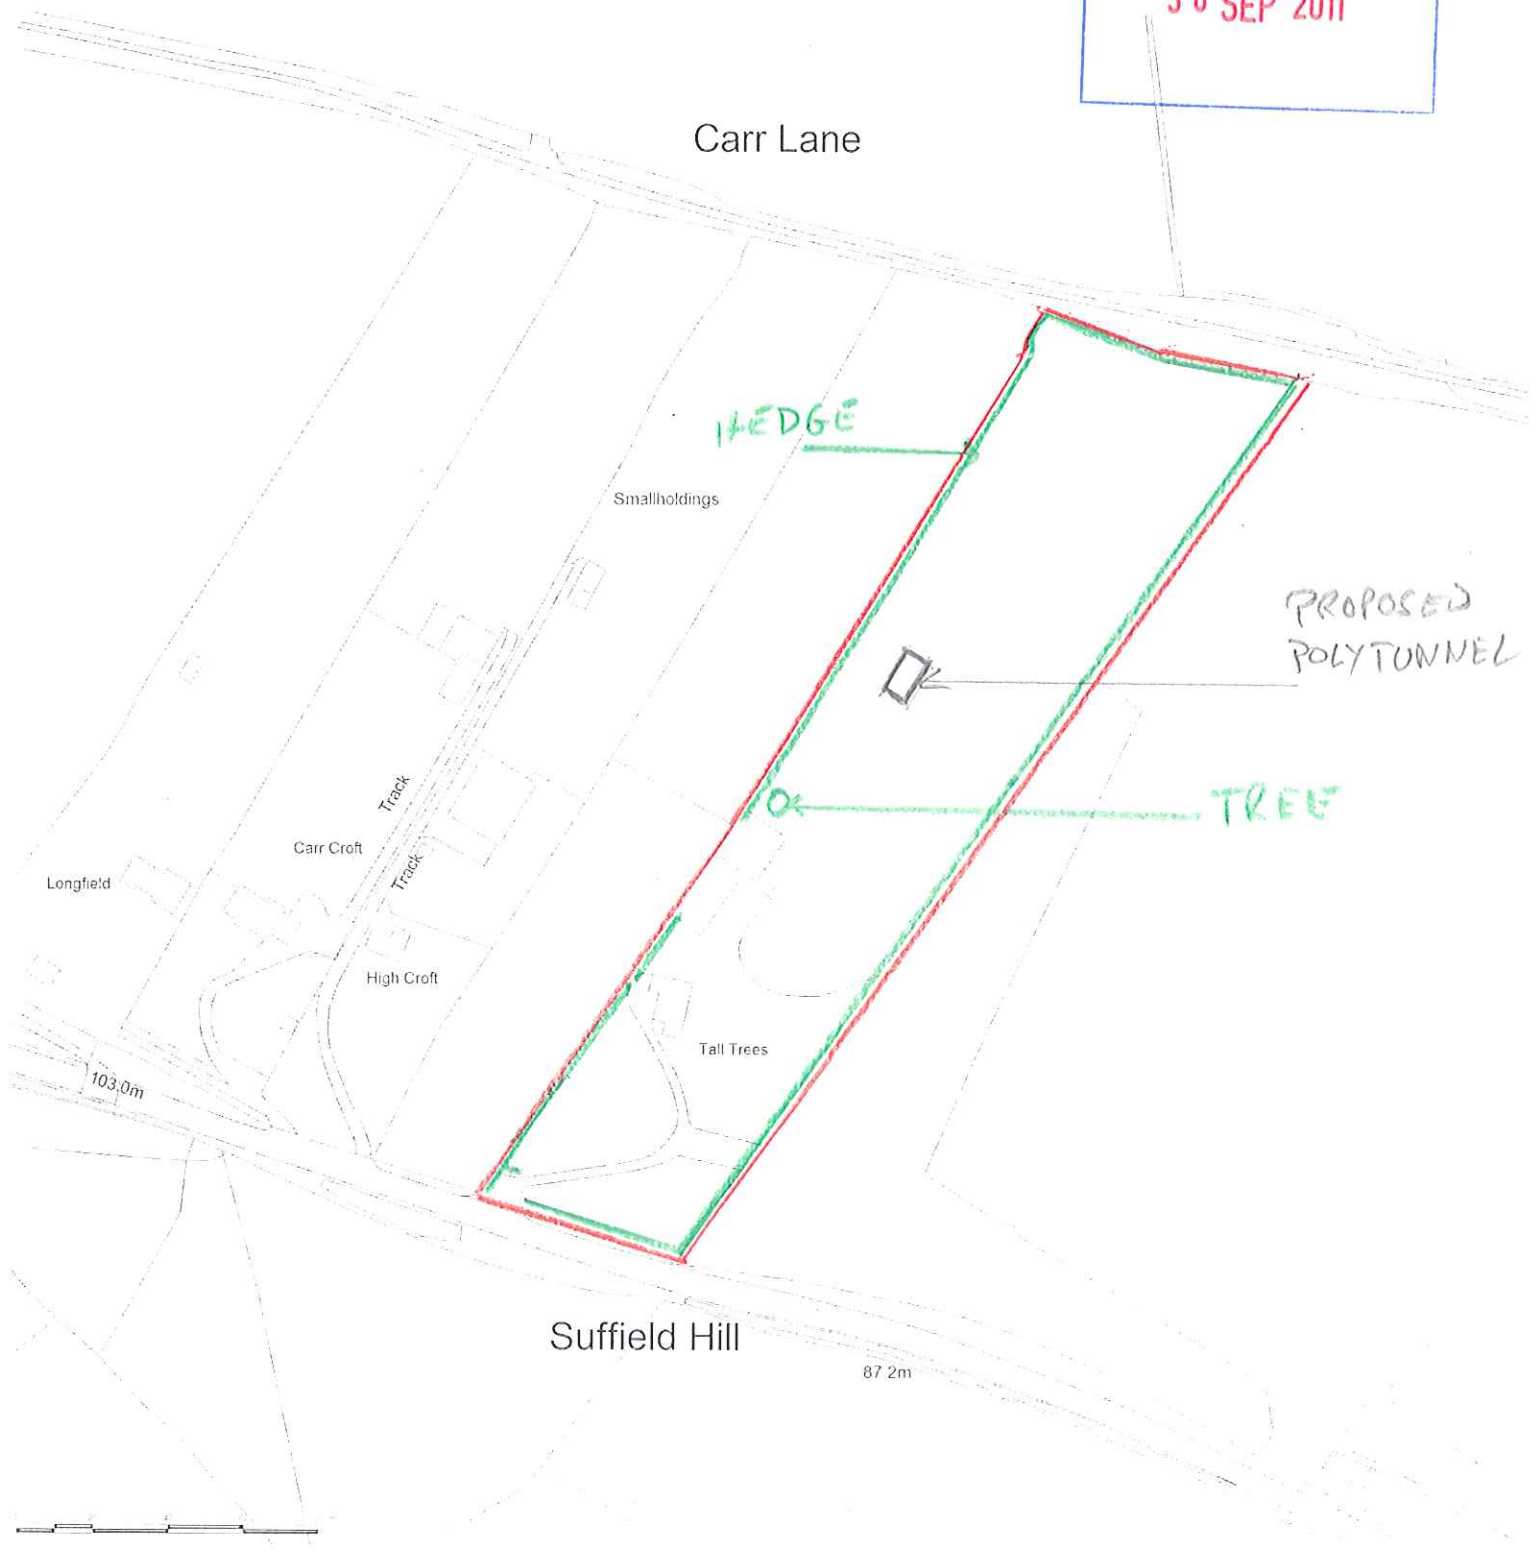 SEP 2011
Carr Lane
HEDGE
Smallholdings
PROPOSED
POLYTUNNEL
Track
TREE
Carr Croft
Track
Longfield
High Croft
Tall Trees
103.0m
Suffield Hill
87.2m